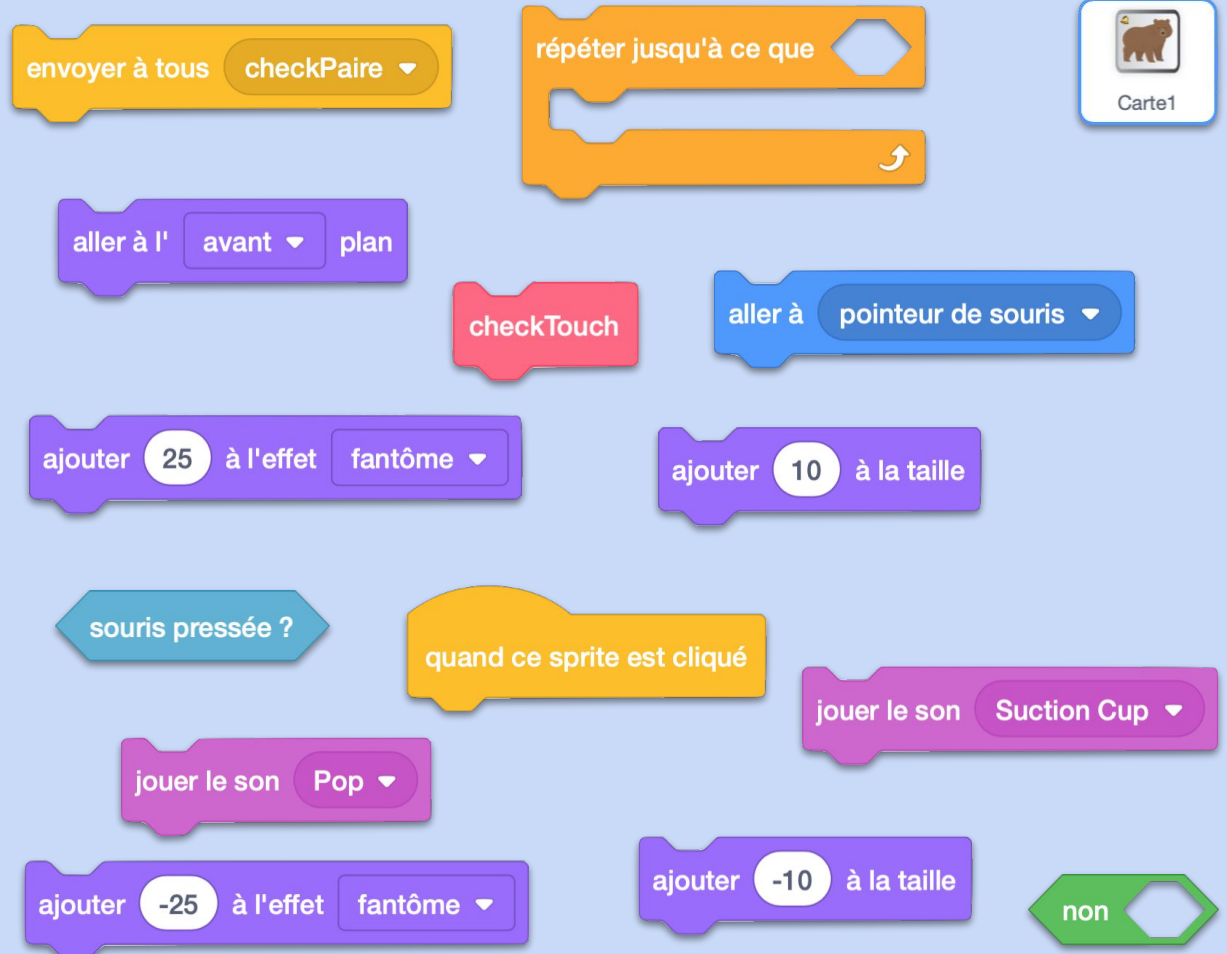 envoyer à tous checkPaire
répéter jusqu'à ce que
Carte1
aller à l' avant plan
checkTouch
aller à pointeur de souris
ajouter 25 à l'effet fantôme
ajouter 10 à la taille
souris pressée ?
quand ce sprite est cliqué
jouer le son Suction Cup
jouer le son Pop
ajouter -25 à l'effet fantôme
ajouter -10 à la taille
non